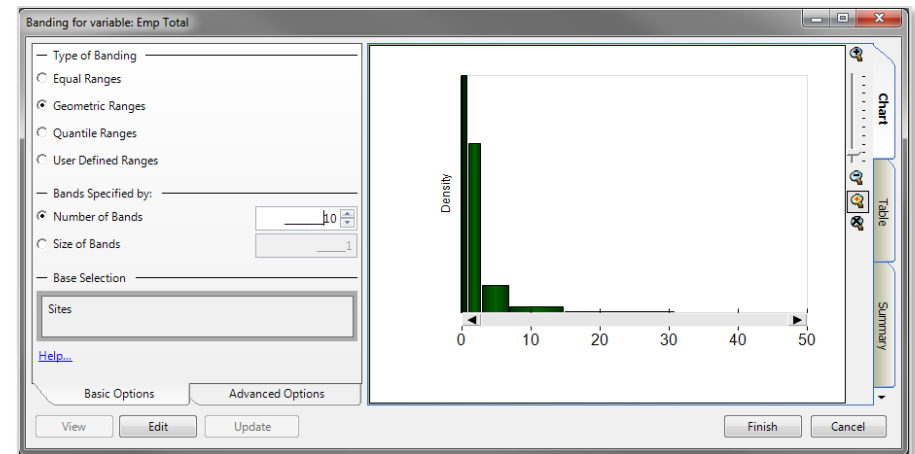 Banding for variable: Emp Total
Type of Banding
Equal Ranges
Geometric Ranges
Quantile Ranges
User Defined Ranges
Bands Specified by:
Number of Bands
____10
Size of Bands
____1
Base Selection
Sites
Help...
Basic Options
Advanced Options
View
Edit
Update
Density
0 10 20 30 40 50
Chart
Table
Summary
Finish
Cancel